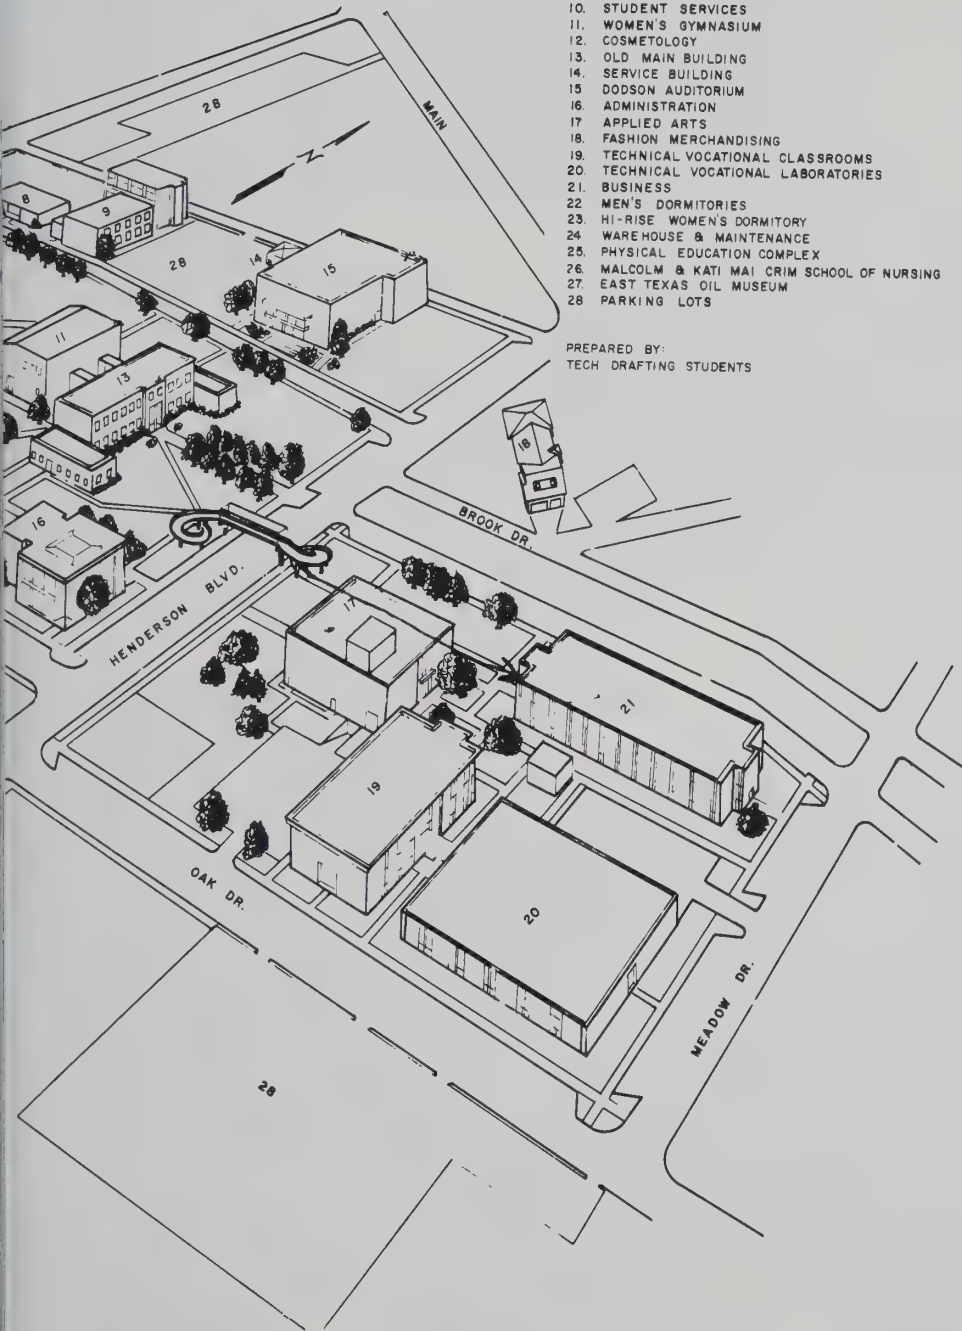 10. STUDENT SERVICES
11. WOMEN'S GYMNASIUM
12. COSMETOLOGY
13. OLD MAIN BUILDING
14. SERVICE BUILDING
15 DODSON AUDITORIUM
16. ADMINISTRATION
17 APPLIED ARTS
18. FASHION MERCHANDISING
19. TECHNICAL VOCATIONAL CLASSROOMS
20. TECHNICAL VOCATIONAL LABORATORIES
21. BUSINESS
22 MEN'S DORMITORIES
23. HI-RISE WOMEN'S DORMITORY
24 WAREHOUSE & MAINTENANCE
25. PHYSICAL EDUCATION COMPLEX
26. MALCOLM & KATI MAI CRIM SCHOOL OF NURSING
27. EAST TEXAS OIL MUSEUM
28 PARKING LOTS
PREPARED BY:
TECH DRAFTING STUDENTS
28
MAIN
N
8
9
28
14
15
11
13
18
16
BROOK DR.
HENDERSON BLVD.
17
21
19
OAK DR.
20
MEADOW DR.
28